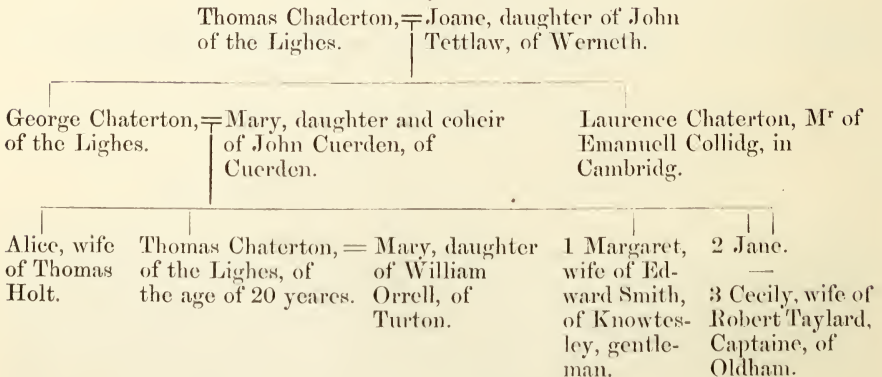 Thomas Chaderton, = Joane, daughter of John
of the Lighes. Tettlaw, of Werneth.
George Chaterton, = Mary, daughter and coheir
of the Lighes. of John Cuerden, of
Cuerden.
Laurence Chaterton, Mʳ of
Emanuell Collidg, in
Cambridg.
Alice, wife
of Thomas
Holt.
Thomas Chaterton, = Mary, daughter
of the Lighes, of of William
the age of 20 yeares. Orrell, of
Turton.
1 Margaret,
wife of Ed-
ward Smith,
of Knowtes-
ley, gentle-
man.
2 Jane.
—
3 Cecily, wife of
Robert Taylard,
Captaine, of
Oldham.